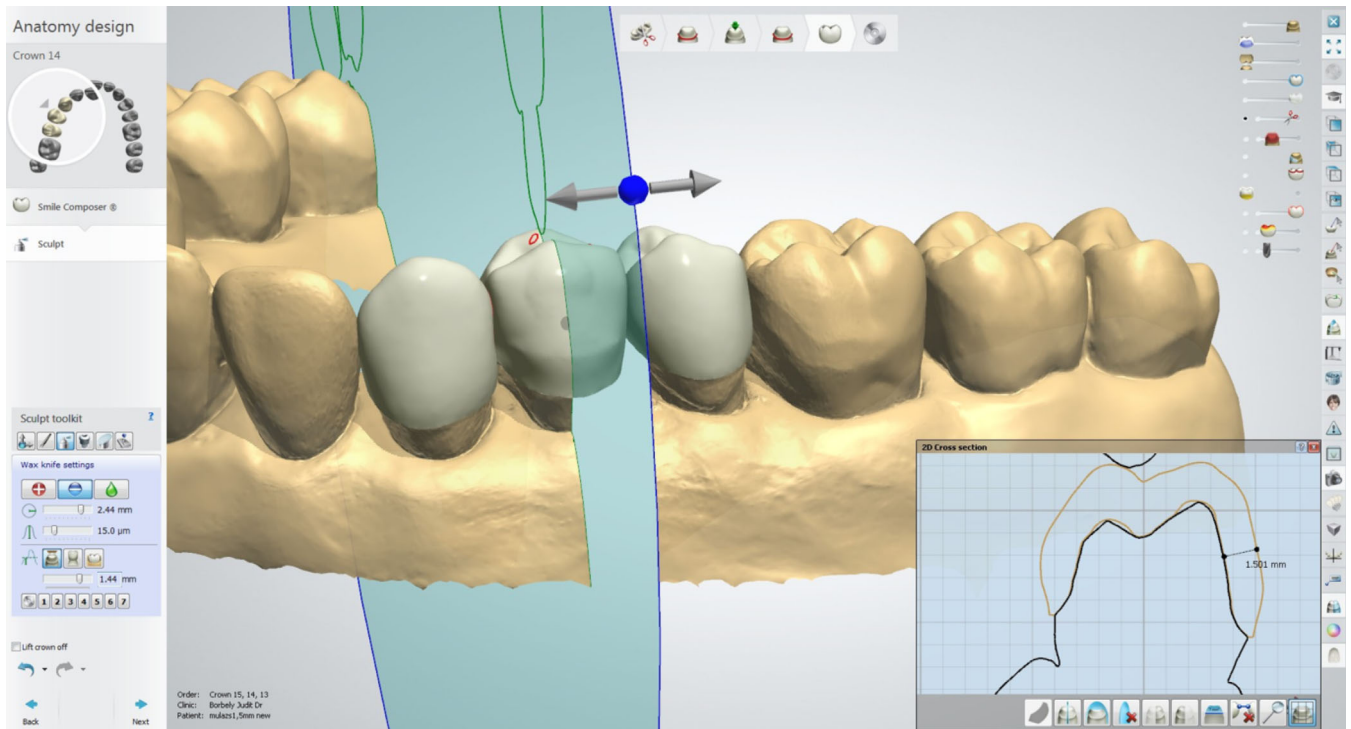 Anatomy design
Crown 14
Smile Composer ®
Sculpt
Sculpt toolkit
?
Wax knife settings
2.44 mm
15.0 µm
1.44 mm
1 2 3 4 5 6 7
Lift crown off
Back
Next
Order: Crown 15, 14, 13
Clinic: Borbely Judit Dr
Patient: mulazs1,5mm new
2D Cross section
1.501 mm